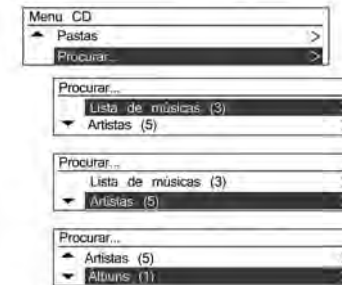 Menu CD
Pastas
Procurar...
Procurar...
Lista de músicas (3)
Artistas (5)
Procurar...
Lista de músicas (3)
Artistas (5)
Procurar...
Artistas (5)
Álbuns (1)